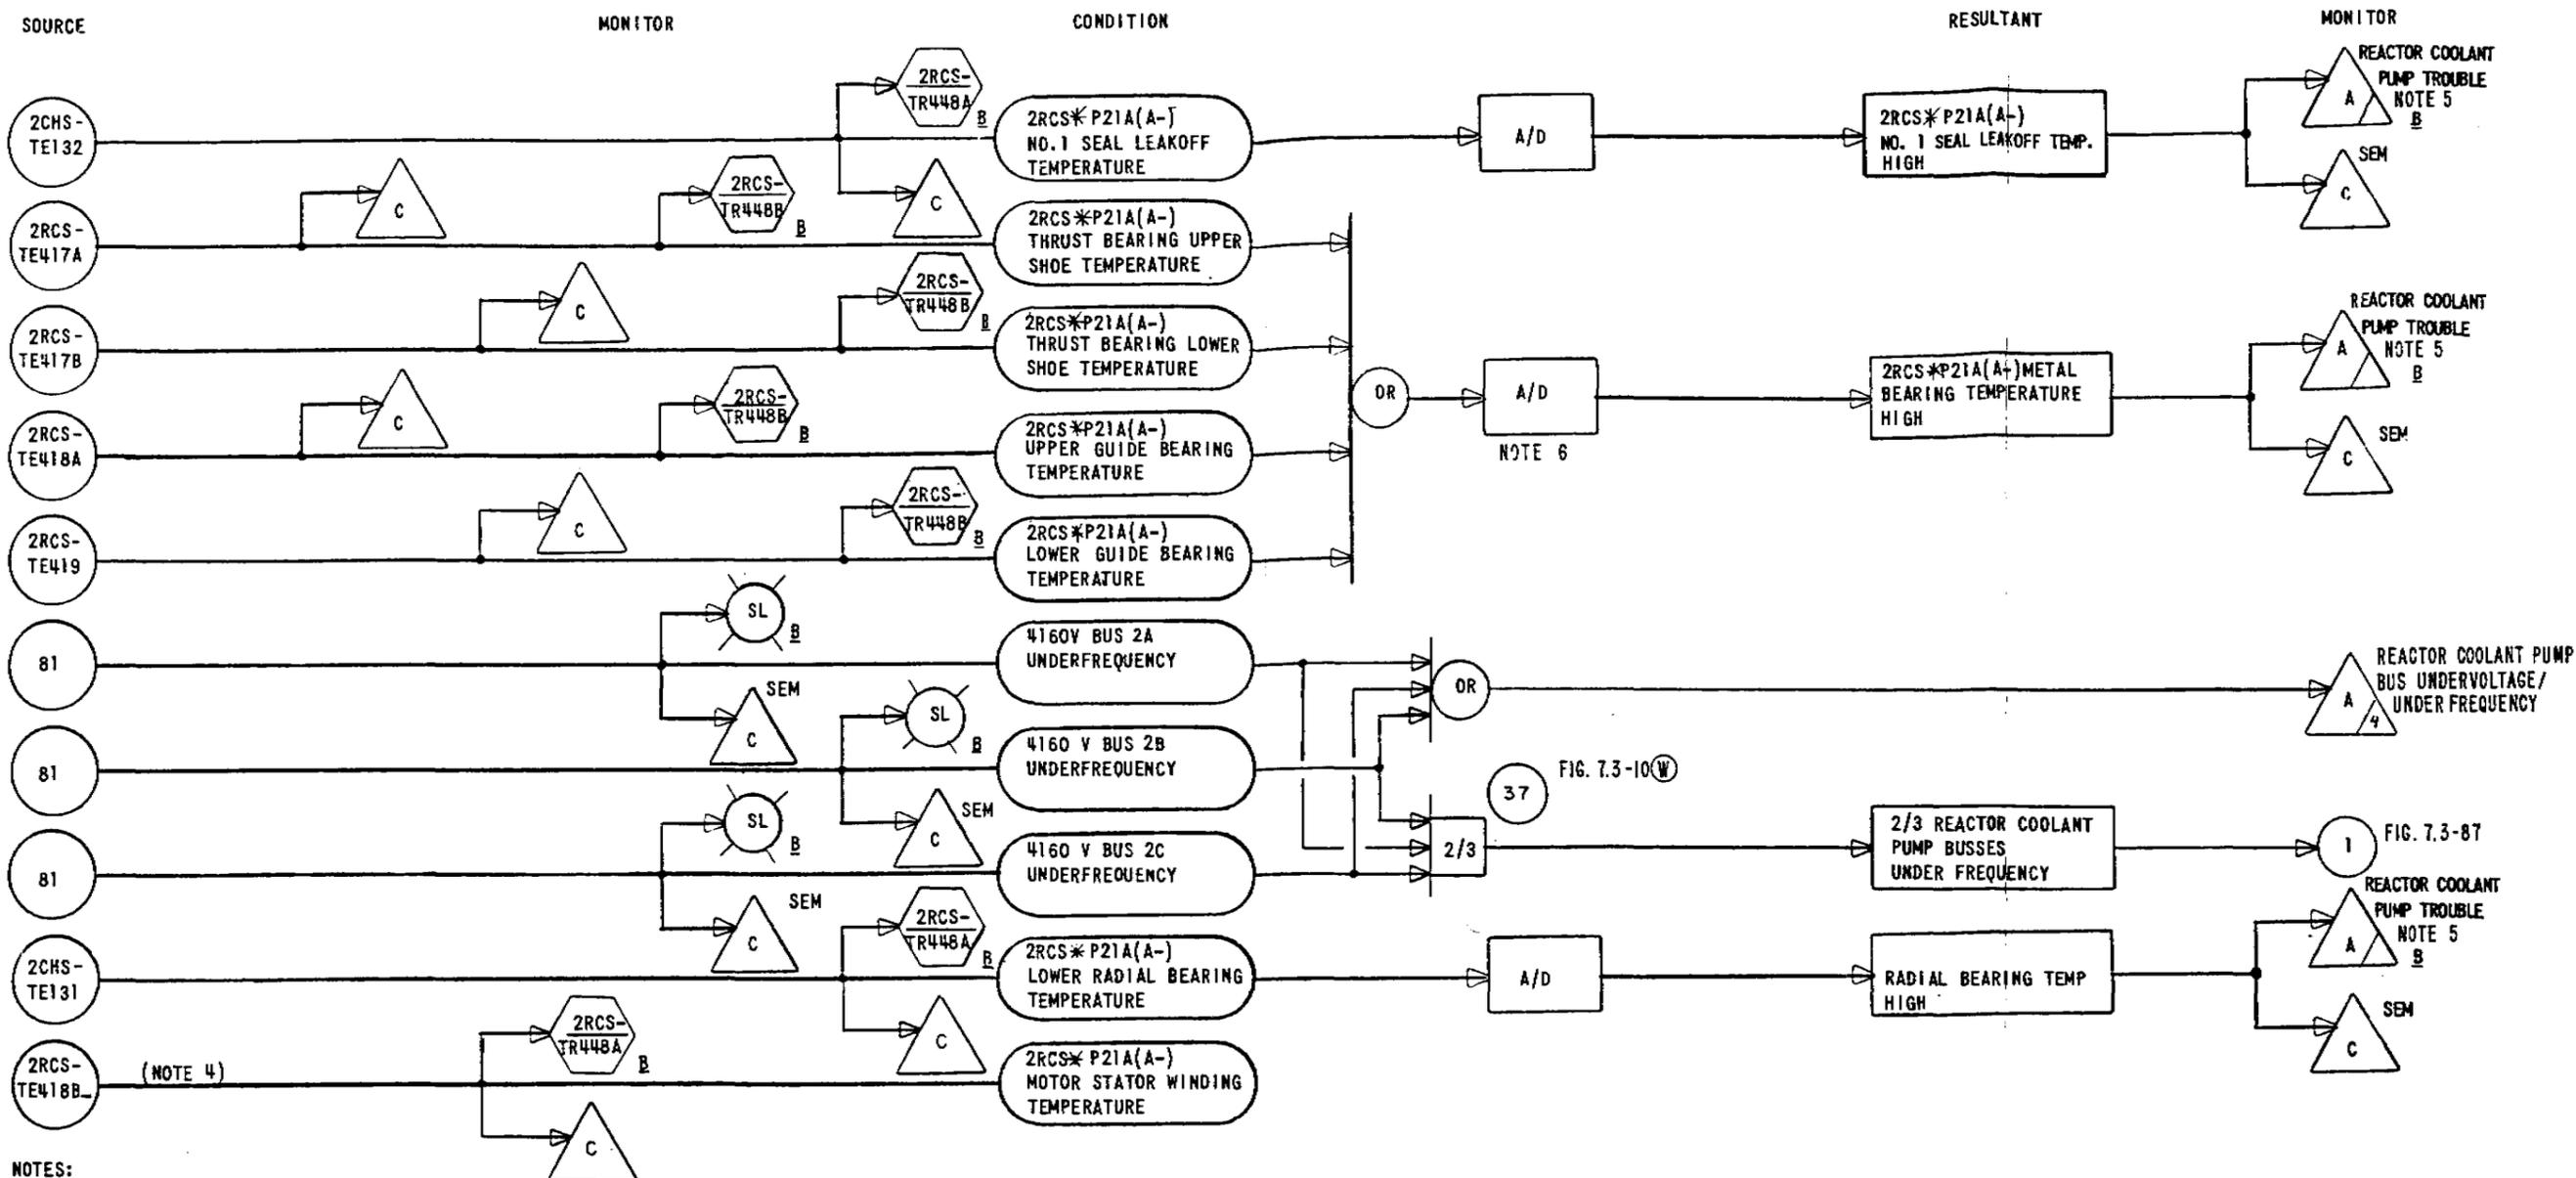 SOURCE
MONITOR
CONDITION
RESULTANT
MONITOR
2CHS-
TE132
2RCS-
TR448A
B
C
2RCS*P21A(A-)
NO.1 SEAL LEAKOFF
TEMPERATURE
A/D
2RCS*P21A(A-)
NO. 1 SEAL LEAKOFF TEMP.
HIGH
A
REACTOR COOLANT
PUMP TROUBLE
NOTE 5
B
SEM
C
2RCS-
TE417A
C
2RCS-
TR448B
B
2RCS*P21A(A-)
THRUST BEARING UPPER
SHOE TEMPERATURE
2RCS-
TE417B
C
2RCS-
TR448B
B
2RCS*P21A(A-)
THRUST BEARING LOWER
SHOE TEMPERATURE
OR
A/D
NOTE 6
2RCS*P21A(A-)METAL
BEARING TEMPERATURE
HIGH
A
REACTOR COOLANT
PUMP TROUBLE
NOTE 5
B
SEM
C
2RCS-
TE418A
C
2RCS-
TR448B
B
2RCS*P21A(A-)
UPPER GUIDE BEARING
TEMPERATURE
2RCS-
TE419
C
2RCS-
TR448B
B
2RCS*P21A(A-)
LOWER GUIDE BEARING
TEMPERATURE
81
SL
B
SEM
C
4160V BUS 2A
UNDERFREQUENCY
OR
A
4
REACTOR COOLANT PUMP
BUS UNDERVOLTAGE/
UNDER FREQUENCY
81
SL
B
SEM
C
4160 V BUS 2B
UNDERFREQUENCY
37
FIG. 7.3-10 W
81
SL
B
SEM
C
4160 V BUS 2C
UNDERFREQUENCY
2/3
2/3 REACTOR COOLANT
PUMP BUSSES
UNDER FREQUENCY
1
FIG. 7.3-87
2CHS-
TE131
2RCS-
TR448A
B
C
2RCS*P21A(A-)
LOWER RADIAL BEARING
TEMPERATURE
A/D
RADIAL BEARING TEMP
HIGH
A
REACTOR COOLANT
PUMP TROUBLE
NOTE 5
B
SEM
C
2RCS-
TE418B_
(NOTE 4)
2RCS-
TR448A
B
C
2RCS*P21A(A-)
MOTOR STATOR WINDING
TEMPERATURE
NOTES: